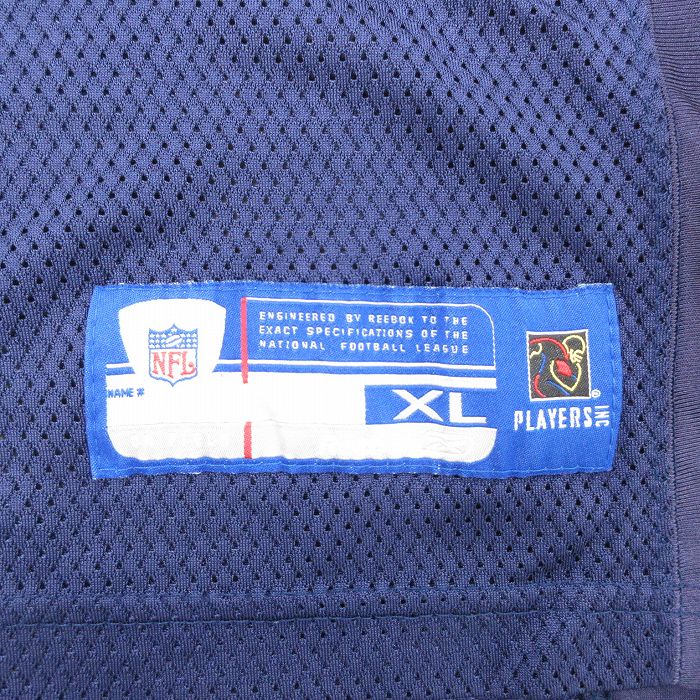 ENGINEERED BY REEBOK TO THE
EXACT SPECIFICATIONS OF THE
NATIONAL FOOTBALL LEAGUE
NFL
NAME #
XL
PLAYERS INC
®